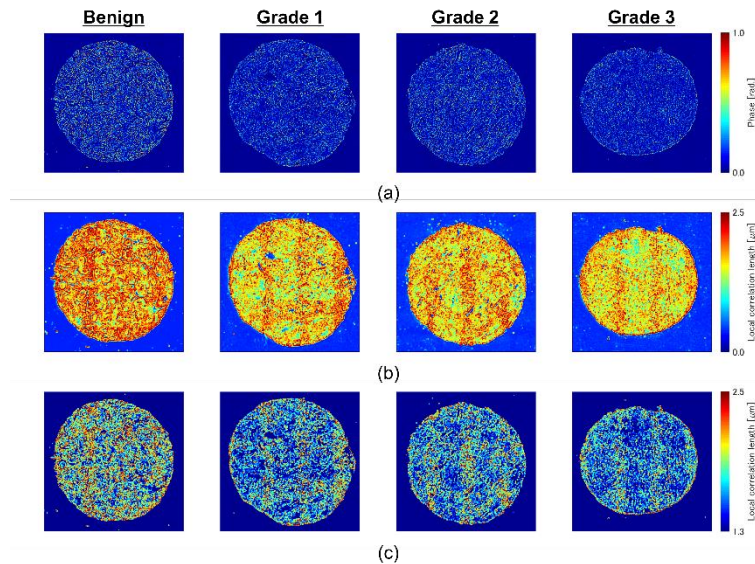 Benign Grade 1 Grade 2 Grade 3
1.0
Phase [rad.]
0.0
(a)
2.5
Local correlation length [μm]
0.0
(b)
2.5
Local correlation length [μm]
1.3
(c)